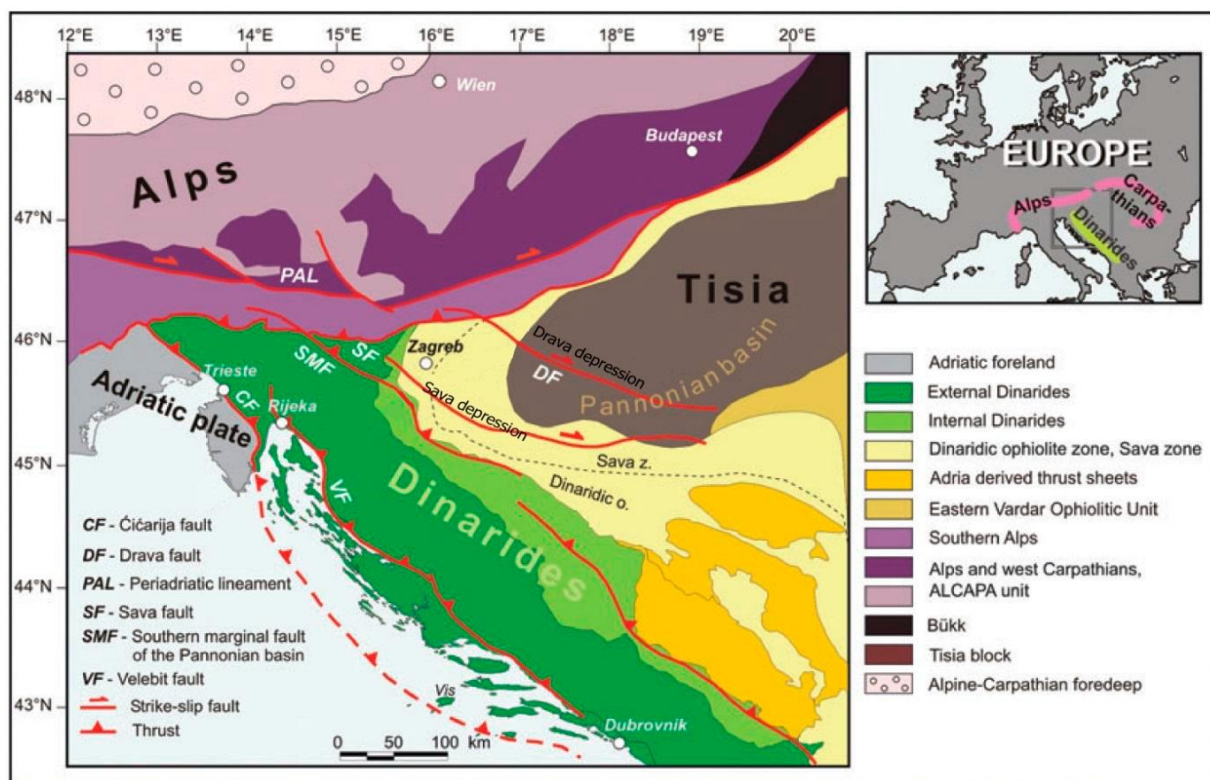 12°E 13°E 14°E 15°E 16°E 17°E 18°E 19°E 20°E
48°N
47°N
46°N
45°N
44°N
43°N
Wien
Budapest
Alps
PAL
Tisia
Pannonian basin
Drava depression
DF
Zagreb
SF
SMF
Sava depression
Trieste
CF
Rijeka
Adriatic plate
VF
Sava z.
Dinaridic o.
Dinarides
Vis
Dubrovnik
CF - Ćićarija fault
DF - Drava fault
PAL - Periadriatic lineament
SF - Sava fault
SMF - Southern marginal fault
of the Pannonian basin
VF - Velebit fault
Strike-slip fault
Thrust
0 50 100 km
EUROPE
Alps
Carpa-
thians
Dinarides
Adriatic foreland
External Dinarides
Internal Dinarides
Dinaridic ophiolite zone, Sava zone
Adria derived thrust sheets
Eastern Vardar Ophiolitic Unit
Southern Alps
Alps and west Carpathians,
ALCAPA unit
Bükk
Tisia block
Alpine-Carpathian foredeep